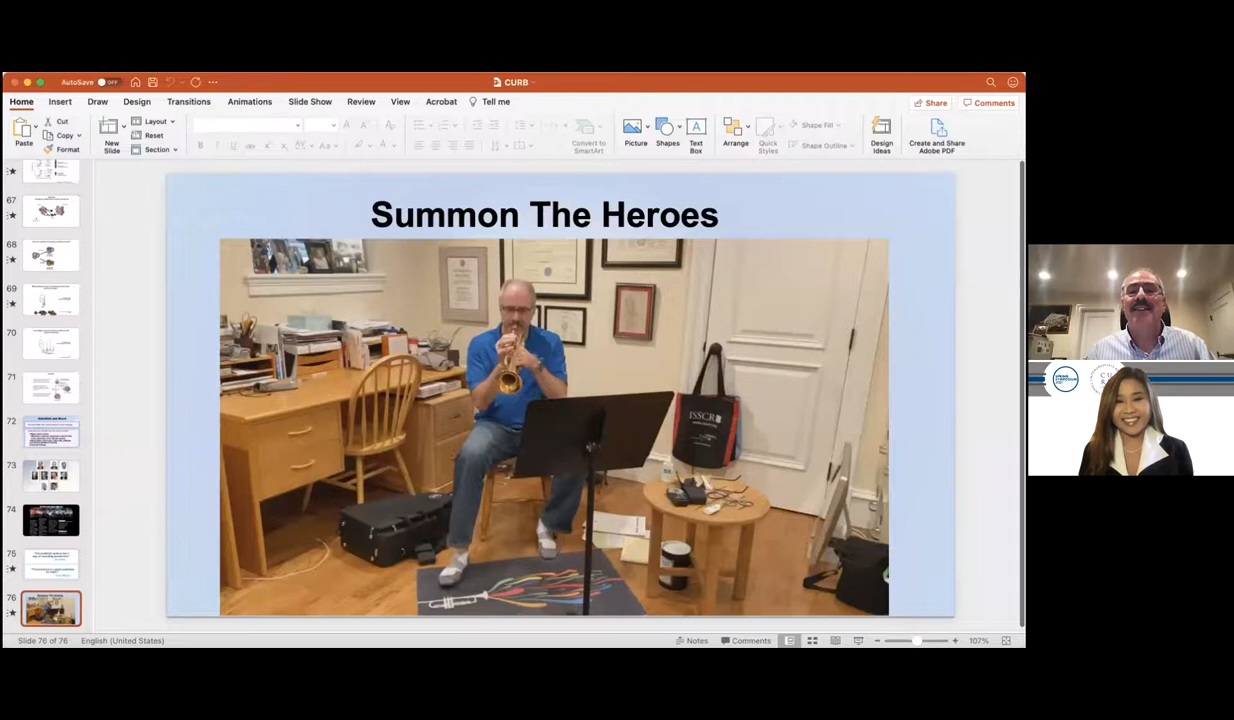 AutoSave OFF
CURB
Home Insert Draw Design Transitions Animations Slide Show Review View Acrobat Tell me
Share Comments
Paste
Cut
Copy
Format
New Slide
Layout
Reset
Section
Convert to SmartArt
Picture
Shapes
Text Box
Arrange
Quick Styles
Shape Fill
Shape Outline
Design Ideas
Create and Share Adobe PDF
67
68
69
70
71
72
73
74
75
76
Summon The Heroes
ISSCR
Slide 76 of 76
English (United States)
Notes
Comments
107%
SPRING
SYMPOSIUM